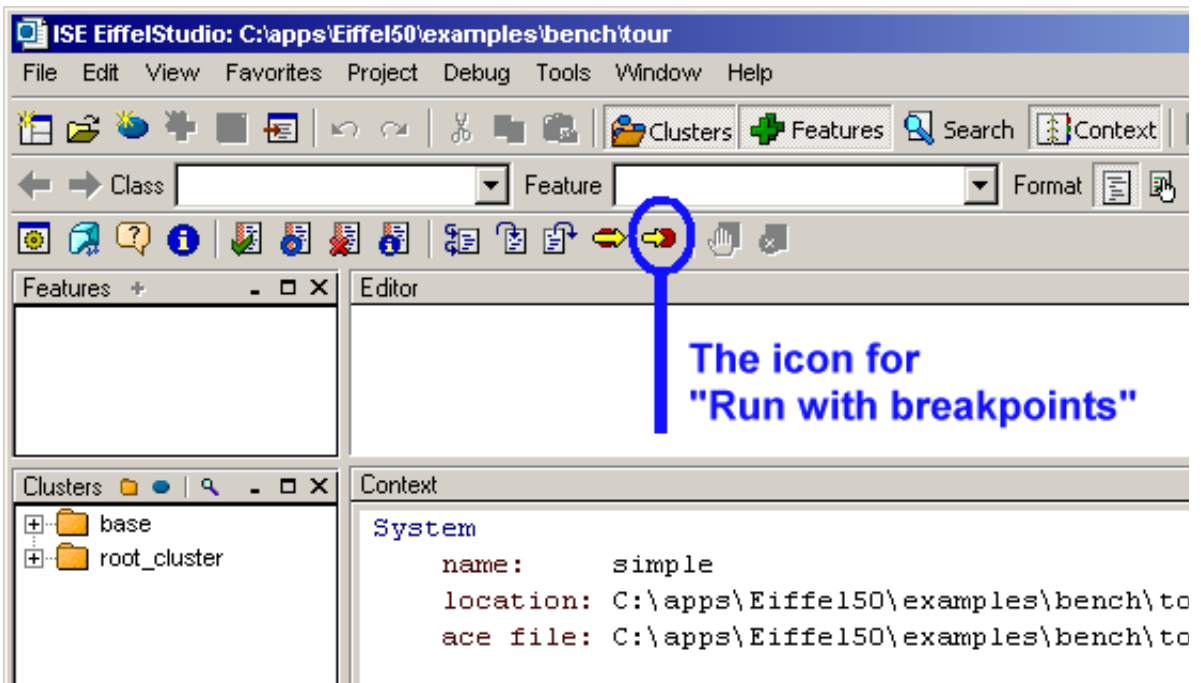 ISE EiffelStudio: C:\apps\Eiffel50\examples\bench\tour
File Edit View Favorites Project Debug Tools Window Help
Clusters Features Search Context
Class Feature Format
Features Editor
The icon for
"Run with breakpoints"
Clusters Context
base
root_cluster
System
name: simple
location: C:\apps\Eiffel50\examples\bench\to
ace file: C:\apps\Eiffel50\examples\bench\to